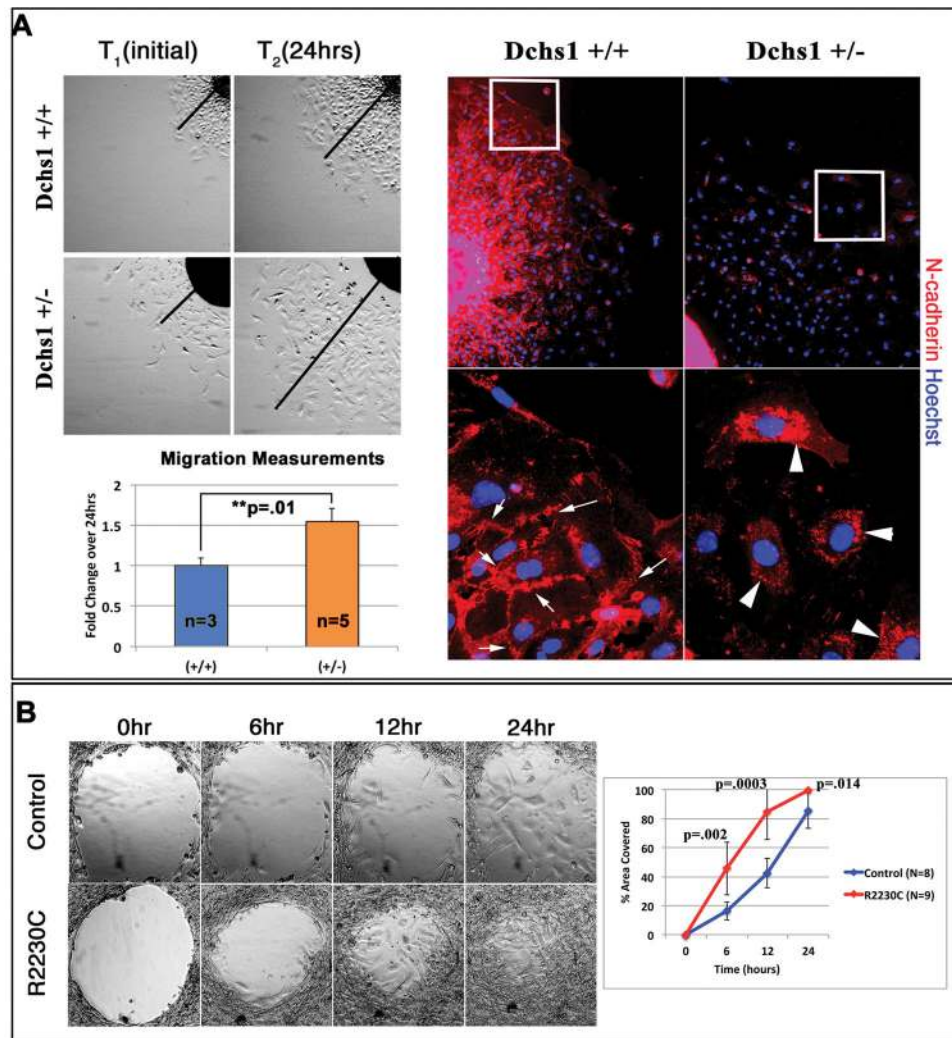 A
T1(initial)
T2(24hrs)
Dchs1 +/+
Dchs1 +/-
Migration Measurements
Fold Change over 24hrs
2
1.5
1
0.5
0
**p=.01
n=3
n=5
(+/+)
(+/-)
Dchs1 +/+
Dchs1 +/-
N-cadherin Hoechst
B
0hr
6hr
12hr
24hr
Control
R2230C
% Area Covered
100
80
60
40
20
0
p=.002
p=.0003
p=.014
0
6
12
24
Time (hours)
Control (N=8)
R2230C (N=9)